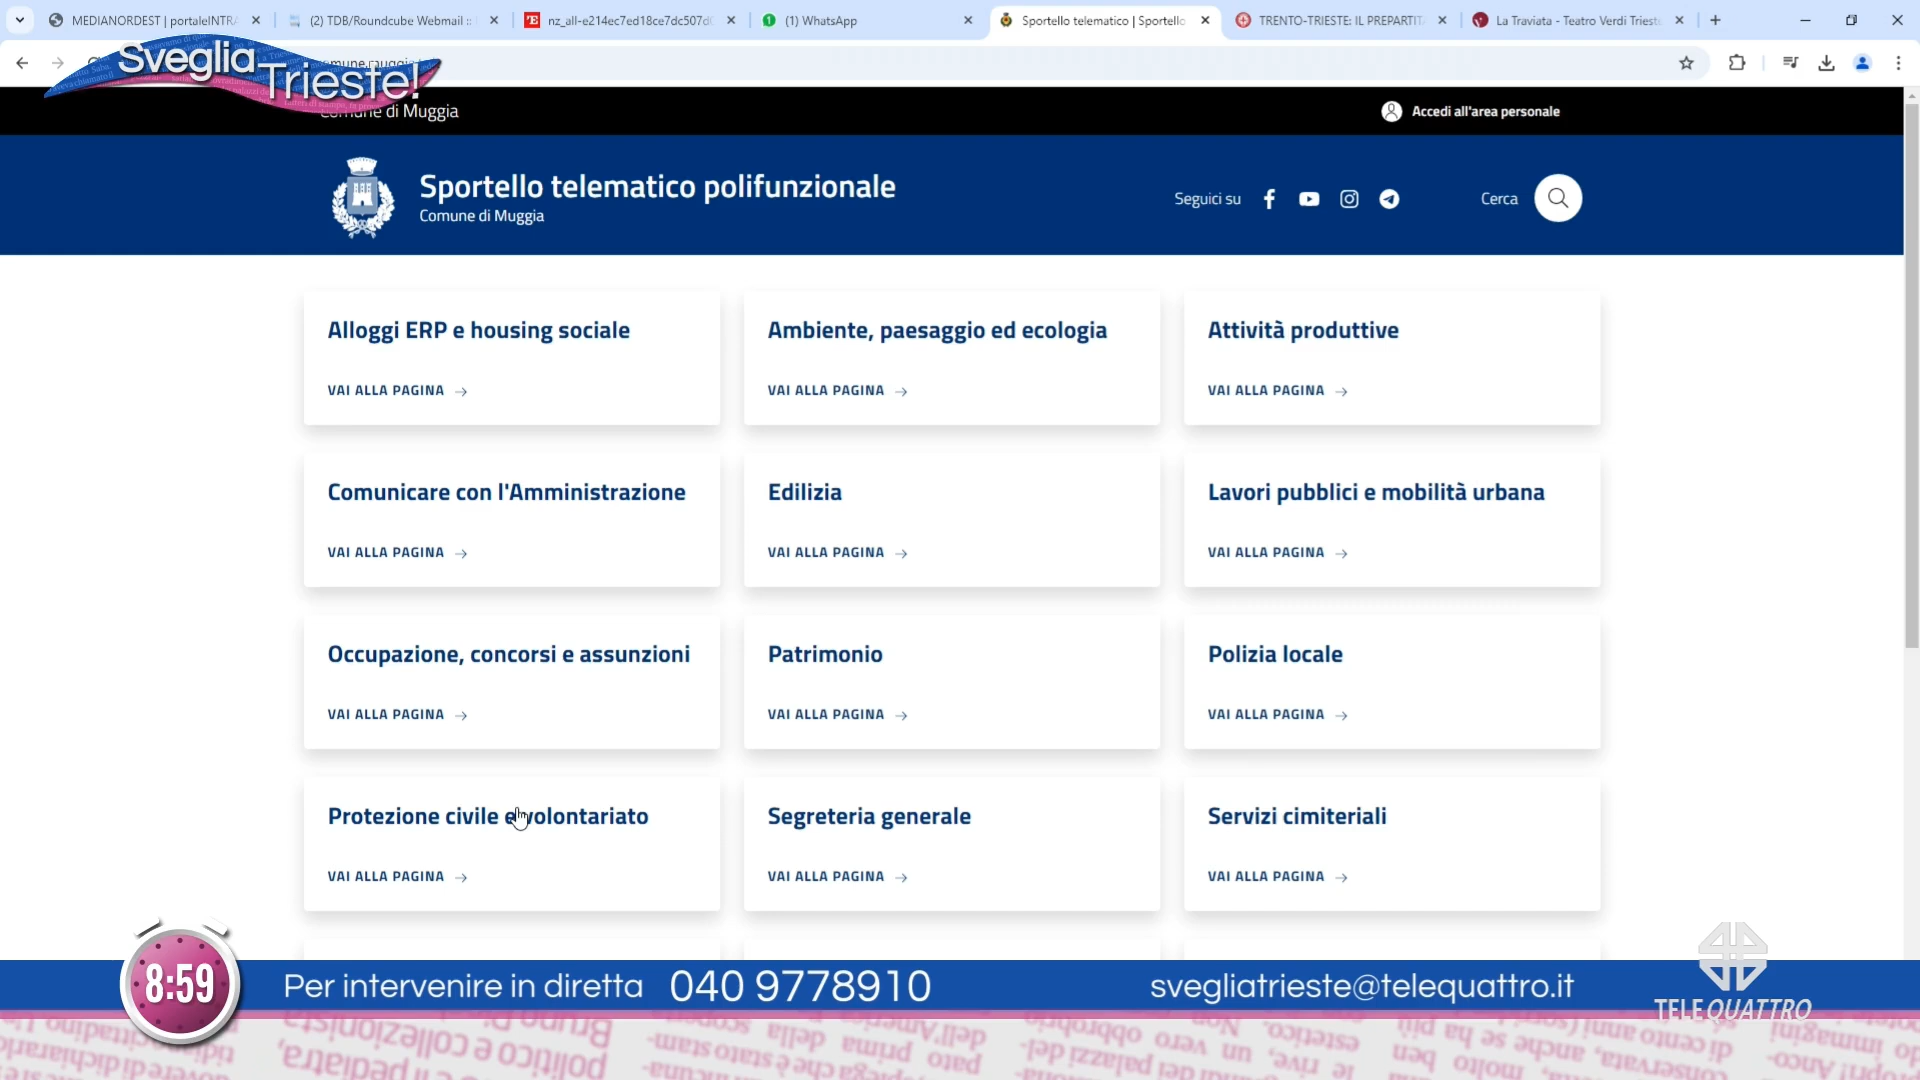 MEDIANORDEST | portaleINTRA
(2) TDB/Roundcube Webmail ::
nz_all-e214ec7ed18ce7dc507d
(1) WhatsApp
Sportello telematico | Sportello
TRENTO-TRIESTE: IL PREPARTIT
La Traviata - Teatro Verdi Trieste
Sveglia
Trieste!
Comune di Muggia
Accedi all'area personale
Sportello telematico polifunzionale
Comune di Muggia
Seguici su
Cerca
Alloggi ERP e housing sociale
Ambiente, paesaggio ed ecologia
Attività produttive
VAI ALLA PAGINA
VAI ALLA PAGINA
VAI ALLA PAGINA
Comunicare con l'Amministrazione
Edilizia
Lavori pubblici e mobilità urbana
VAI ALLA PAGINA
VAI ALLA PAGINA
VAI ALLA PAGINA
Occupazione, concorsi e assunzioni
Patrimonio
Polizia locale
VAI ALLA PAGINA
VAI ALLA PAGINA
VAI ALLA PAGINA
Protezione civile e volontariato
Segreteria generale
Servizi cimiteriali
VAI ALLA PAGINA
VAI ALLA PAGINA
VAI ALLA PAGINA
8:59
Per intervenire in diretta 040 9778910
svegliatrieste@telequattro.it
TELEQUATTRO